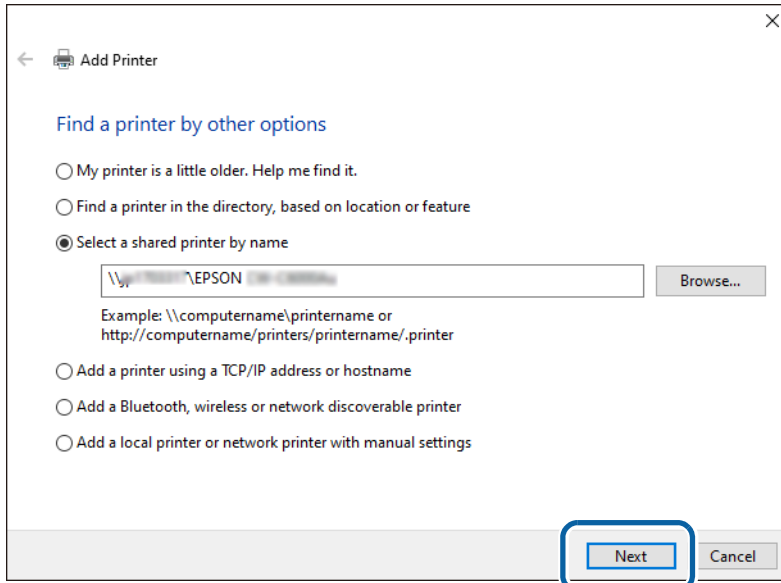 Add Printer
Find a printer by other options
My printer is a little older. Help me find it.
Find a printer in the directory, based on location or feature
Select a shared printer by name
\\ \EPSON
Browse...
Example: \\computername\printername or
http://computername/printers/printername/.printer
Add a printer using a TCP/IP address or hostname
Add a Bluetooth, wireless or network discoverable printer
Add a local printer or network printer with manual settings
Next
Cancel